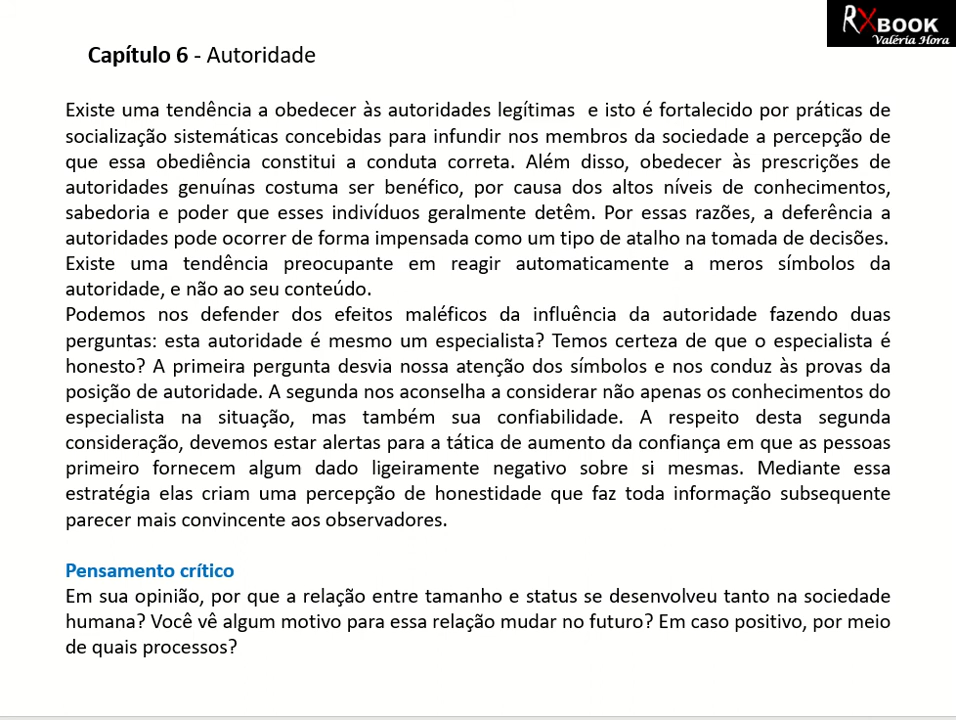 RXBOOK
Valéria Hora
Capítulo 6 - Autoridade
Existe uma tendência a obedecer às autoridades legítimas e isto é fortalecido por práticas de
socialização sistemáticas concebidas para infundir nos membros da sociedade a percepção de
que essa obediência constitui a conduta correta. Além disso, obedecer às prescrições de
autoridades genuínas costuma ser benéfico, por causa dos altos níveis de conhecimentos,
sabedoria e poder que esses indivíduos geralmente detêm. Por essas razões, a deferência a
autoridades pode ocorrer de forma impensada como um tipo de atalho na tomada de decisões.
Existe uma tendência preocupante em reagir automaticamente a meros símbolos da
autoridade, e não ao seu conteúdo.
Podemos nos defender dos efeitos maléficos da influência da autoridade fazendo duas
perguntas: esta autoridade é mesmo um especialista? Temos certeza de que o especialista é
honesto? A primeira pergunta desvia nossa atenção dos símbolos e nos conduz às provas da
posição de autoridade. A segunda nos aconselha a considerar não apenas os conhecimentos do
especialista na situação, mas também sua confiabilidade. A respeito desta segunda
consideração, devemos estar alertas para a tática de aumento da confiança em que as pessoas
primeiro fornecem algum dado ligeiramente negativo sobre si mesmas. Mediante essa
estratégia elas criam uma percepção de honestidade que faz toda informação subsequente
parecer mais convincente aos observadores.
Pensamento crítico
Em sua opinião, por que a relação entre tamanho e status se desenvolveu tanto na sociedade
humana? Você vê algum motivo para essa relação mudar no futuro? Em caso positivo, por meio
de quais processos?